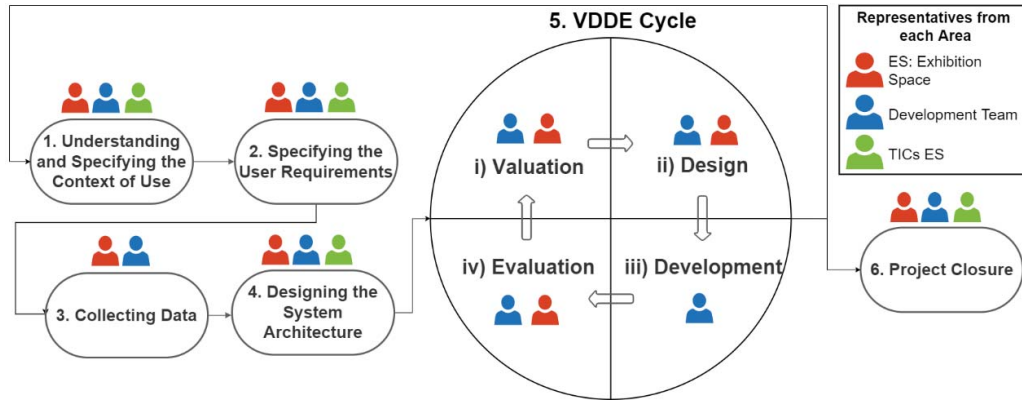 5. VDDE Cycle
Representatives from
each Area
ES: Exhibition
Space
Development Team
TICs ES
1. Understanding
and Specifying the
Context of Use
2. Specifying the
User Requirements
i) Valuation
ii) Design
iv) Evaluation
iii) Development
3. Collecting Data
4. Designing the
System
Architecture
6. Project Closure